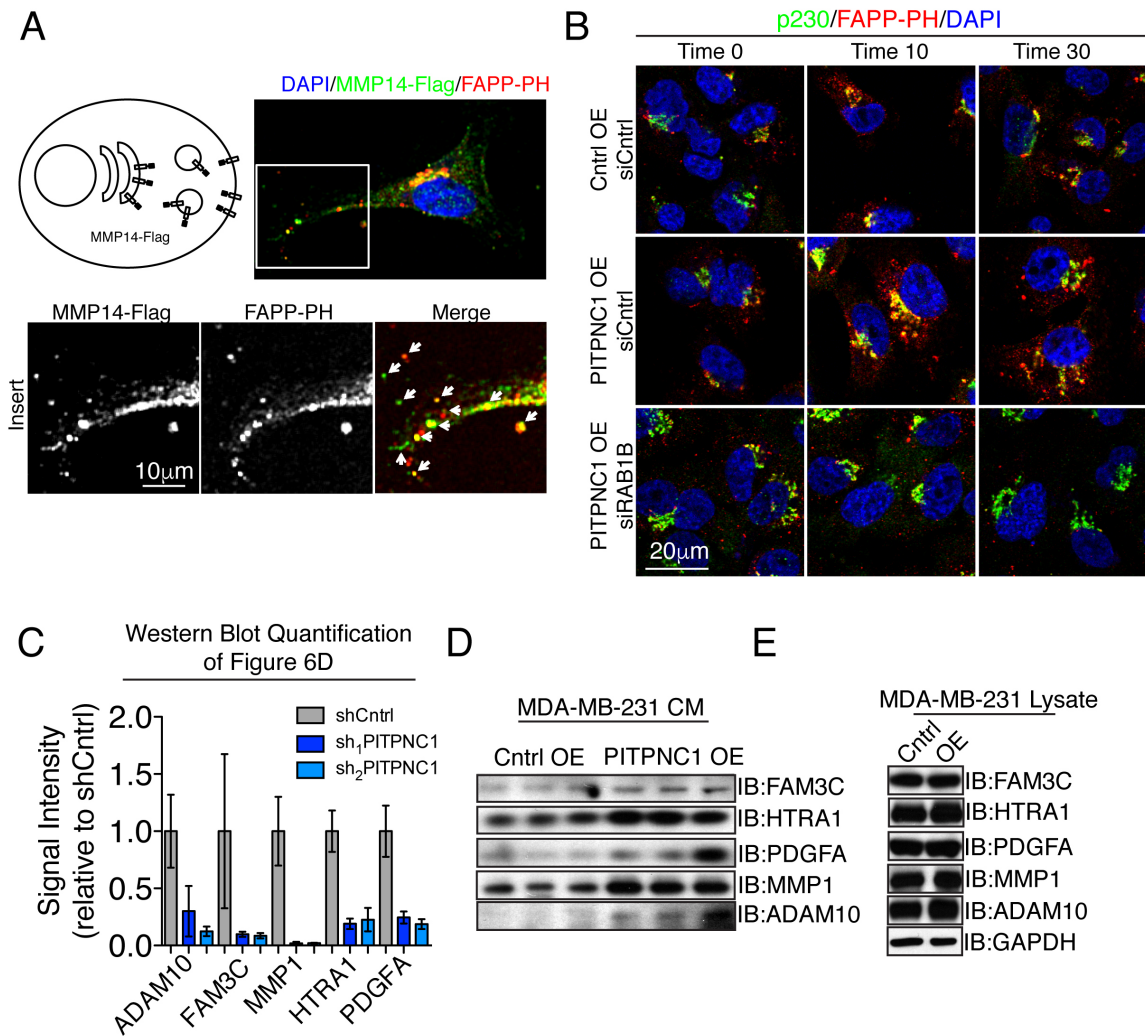 A
DAPI/MMP14-Flag/FAPP-PH
MMP14-Flag
MMP14-Flag
FAPP-PH
Merge
Insert
10μm
B
p230/FAPP-PH/DAPI
Time 0
Time 10
Time 30
Cntrl OE
siCntrl
PITPNC1 OE
siCntrl
PITPNC1 OE
siRAB1B
20μm
C
Western Blot Quantification
of Figure 6D
Signal Intensity
(relative to shCntrl)
2.0
1.5
1.0
0.5
0.0
shCntrl
sh₁PITPNC1
sh₂PITPNC1
ADAM10
FAM3C
MMP1
HTRA1
PDGFA
D
MDA-MB-231 CM
Cntrl OE
PITPNC1 OE
IB:FAM3C
IB:HTRA1
IB:PDGFA
IB:MMP1
IB:ADAM10
E
MDA-MB-231 Lysate
Cntrl
OE
IB:FAM3C
IB:HTRA1
IB:PDGFA
IB:MMP1
IB:ADAM10
IB:GAPDH